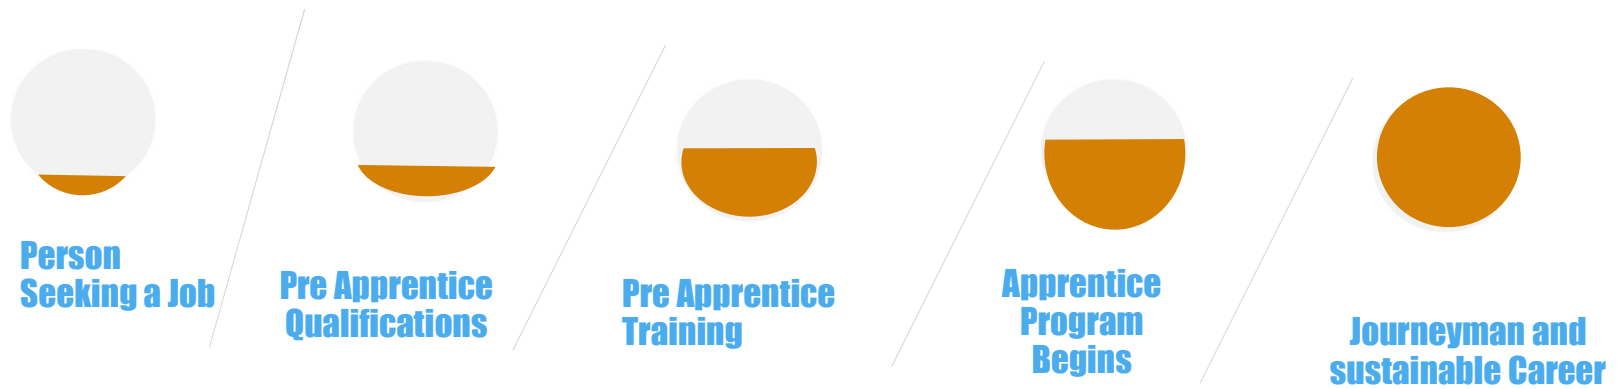 Person
Seeking a Job
Pre Apprentice
Qualifications
Pre Apprentice
Training
Apprentice
Program
Begins
Journeyman and
sustainable Career